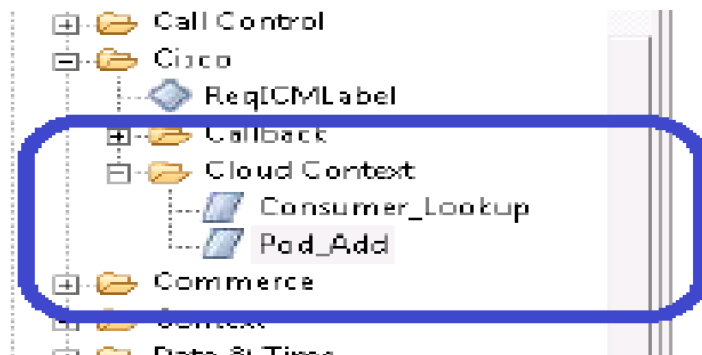 Call Control
Cisco
ReqICMLabel
Callback
Cloud Context
Consumer_Lookup
Pod_Add
Commerce
Context
Date & Time